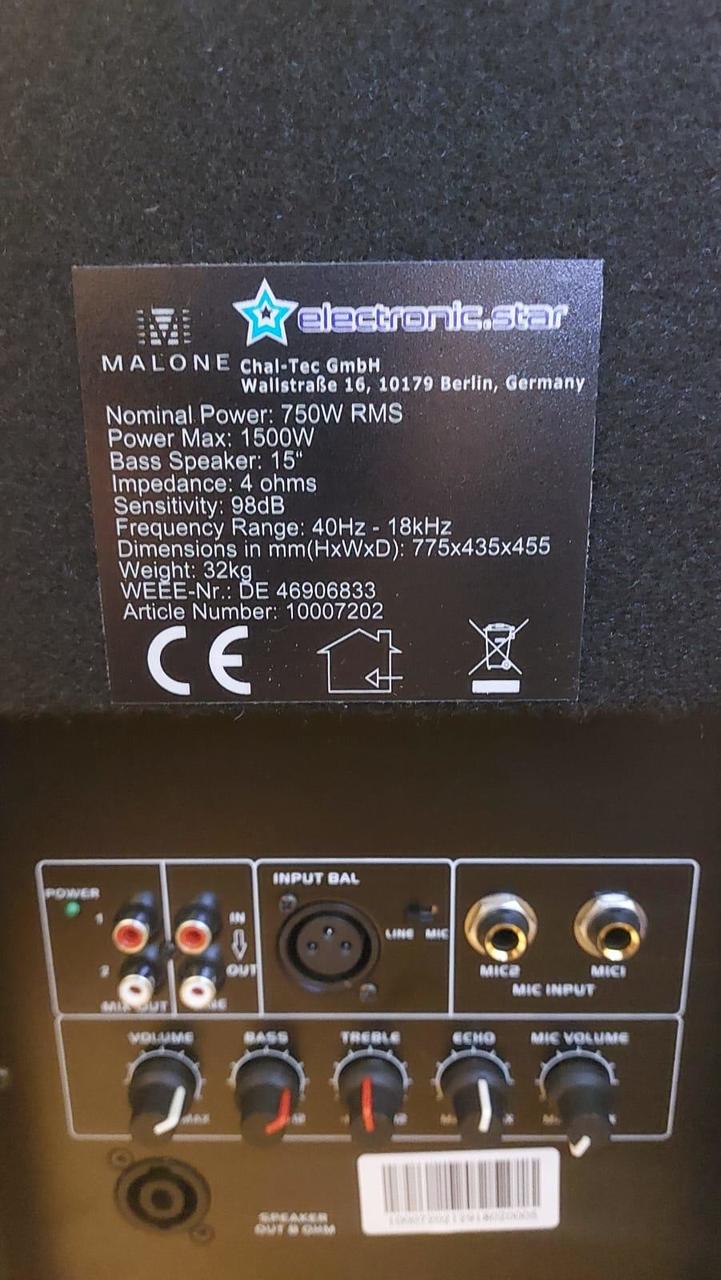 electronic.star
MALONE
Chal-Tec GmbH
Wallstraße 16, 10179 Berlin, Germany
Nominal Power: 750W RMS
Power Max: 1500W
Bass Speaker: 15"
Impedance: 4 ohms
Sensitivity: 98dB
Frequency Range: 40Hz - 18kHz
Dimensions in mm(HxWxD): 775x435x455
Weight: 32kg
WEEE-Nr.: DE 46906833
Article Number: 10007202
CE
POWER
1
2
MIX OUT
IN
OUT
INPUT BAL
LINE MIC
MIC2 MIC1
MIC INPUT
VOLUME BASS TREBLE ECHO MIC VOLUME
MAX
SPEAKER
OUT 8 OHM